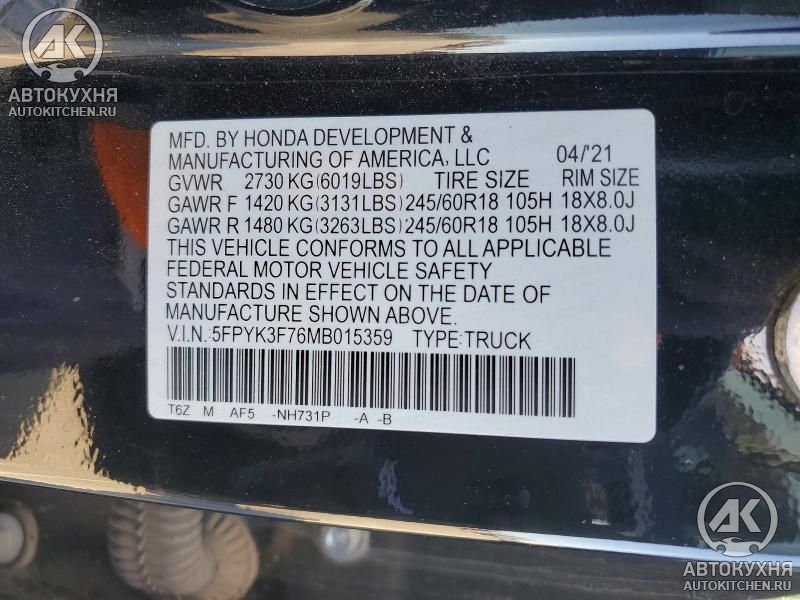 AK
АВТОКУХНЯ
AUTOKITCHEN.RU
MFD. BY HONDA DEVELOPMENT &
MANUFACTURING OF AMERICA, LLC 04/'21
GVWR 2730 KG(6019LBS) TIRE SIZE RIM SIZE
GAWR F 1420 KG(3131LBS) 245/60R18 105H 18X8.0J
GAWR R 1480 KG(3263LBS) 245/60R18 105H 18X8.0J
THIS VEHICLE CONFORMS TO ALL APPLICABLE
FEDERAL MOTOR VEHICLE SAFETY
STANDARDS IN EFFECT ON THE DATE OF
MANUFACTURE SHOWN ABOVE.
V.I.N.:5FPYK3F76MB015359 TYPE:TRUCK
T6Z M AF5 -NH731P -A -B
AK
АВТОКУХНЯ
AUTOKITCHEN.RU